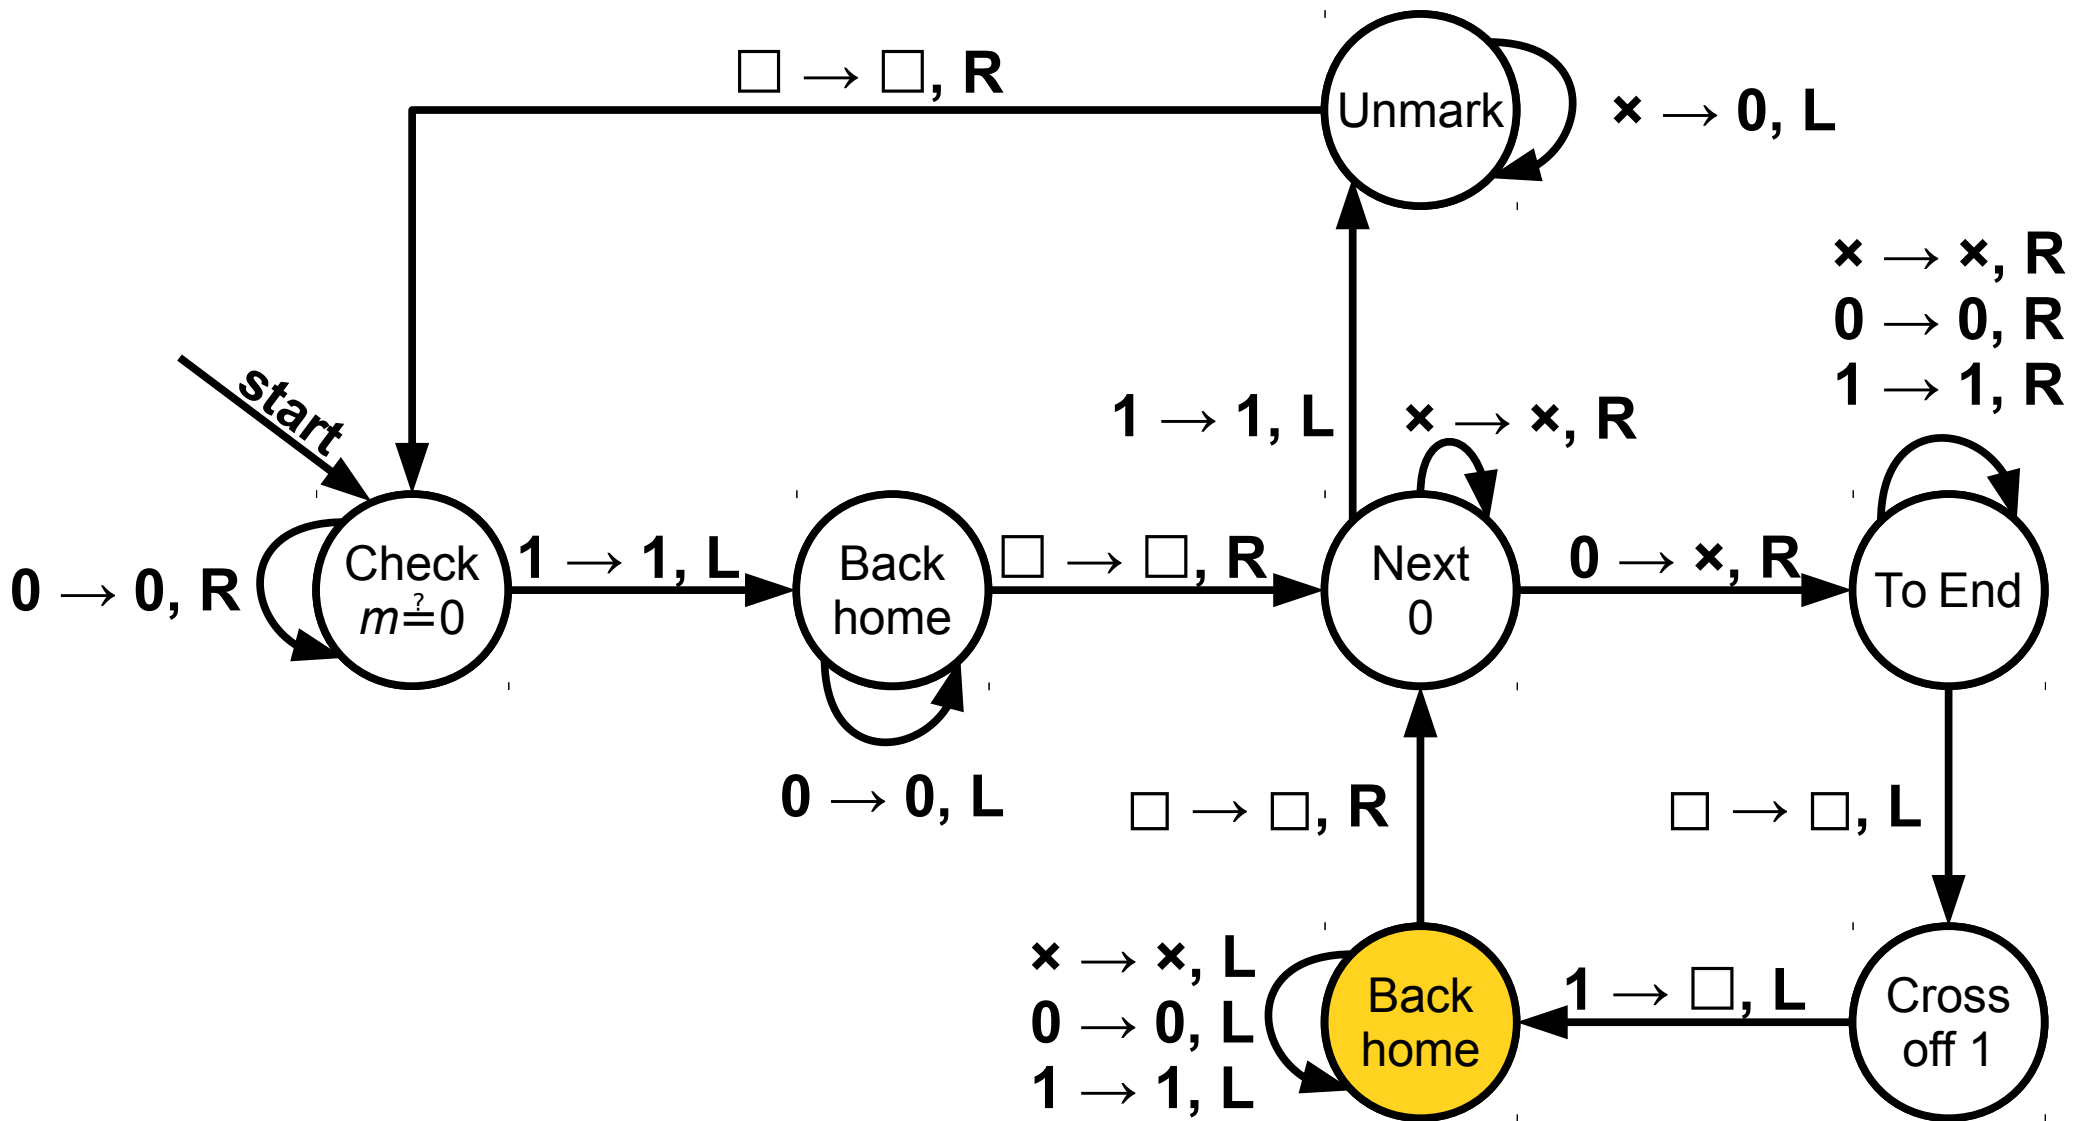 □ → □, R
Unmark
× → 0, L
× → ×, R
0 → 0, R
1 → 1, R
start
1 → 1, L
× → ×, R
0 → 0, R
Check
m ≟ 0
1 → 1, L
Back
home
□ → □, R
Next
0
0 → ×, R
To End
0 → 0, L
□ → □, R
□ → □, L
× → ×, L
0 → 0, L
1 → 1, L
Back
home
1 → □, L
Cross
off 1